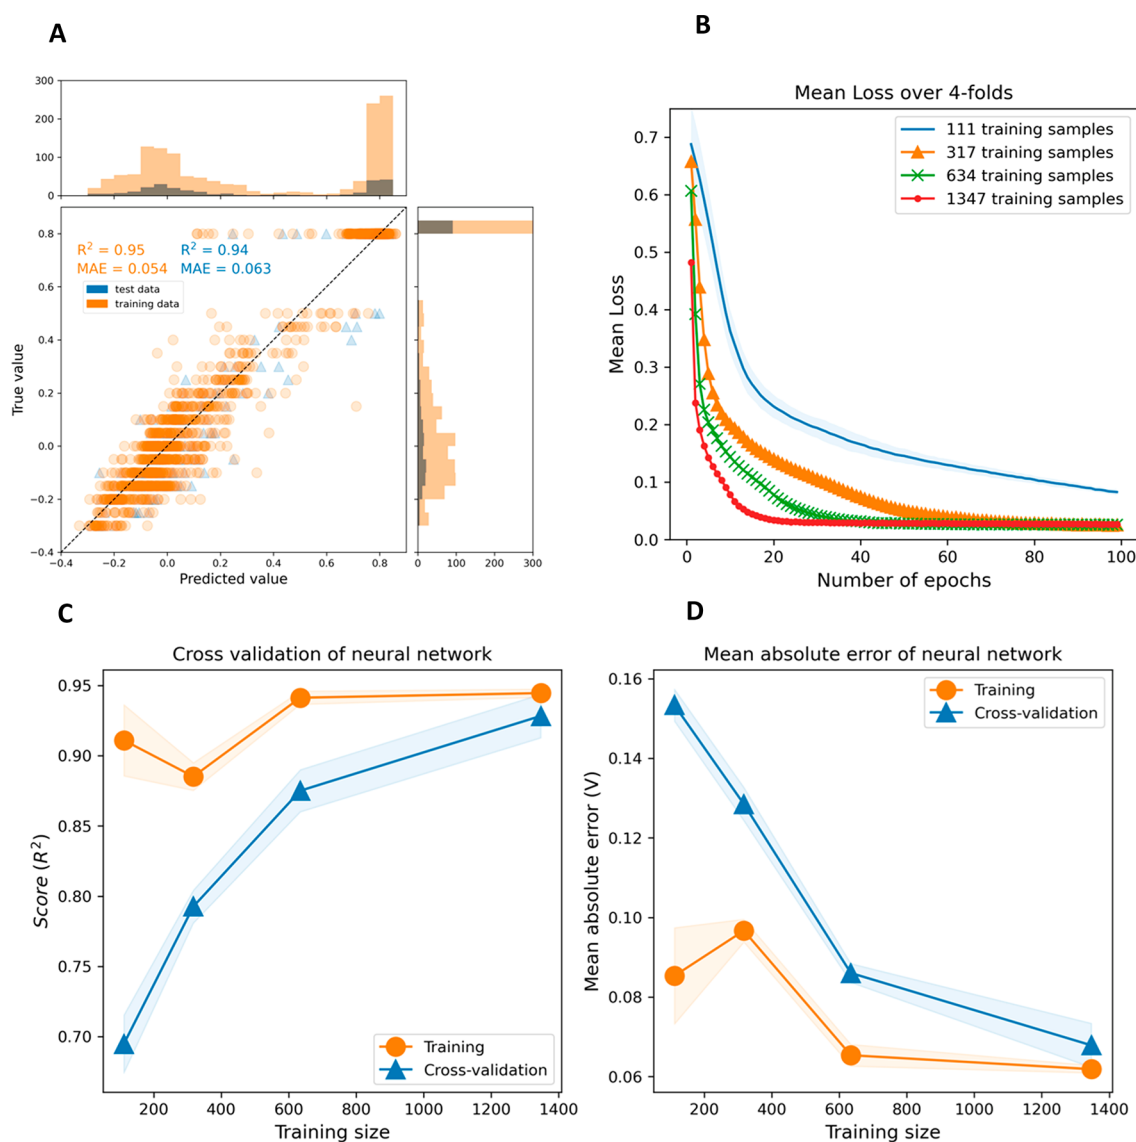 A
300
200
100
0
0.8
0.6
0.4
0.2
0.0
−0.2
−0.4
True value
R² = 0.95
MAE = 0.054
R² = 0.94
MAE = 0.063
test data
training data
−0.4 −0.2 0.0 0.2 0.4 0.6 0.8
Predicted value
0 100 200 300
B
Mean Loss over 4-folds
0.7
0.6
0.5
0.4
0.3
0.2
0.1
0.0
Mean Loss
111 training samples
317 training samples
634 training samples
1347 training samples
0 20 40 60 80 100
Number of epochs
C
Cross validation of neural network
0.95
0.90
0.85
0.80
0.75
0.70
Score (R²)
Training
Cross-validation
200 400 600 800 1000 1200 1400
Training size
D
Mean absolute error of neural network
0.16
0.14
0.12
0.10
0.08
0.06
Mean absolute error (V)
Training
Cross-validation
200 400 600 800 1000 1200 1400
Training size